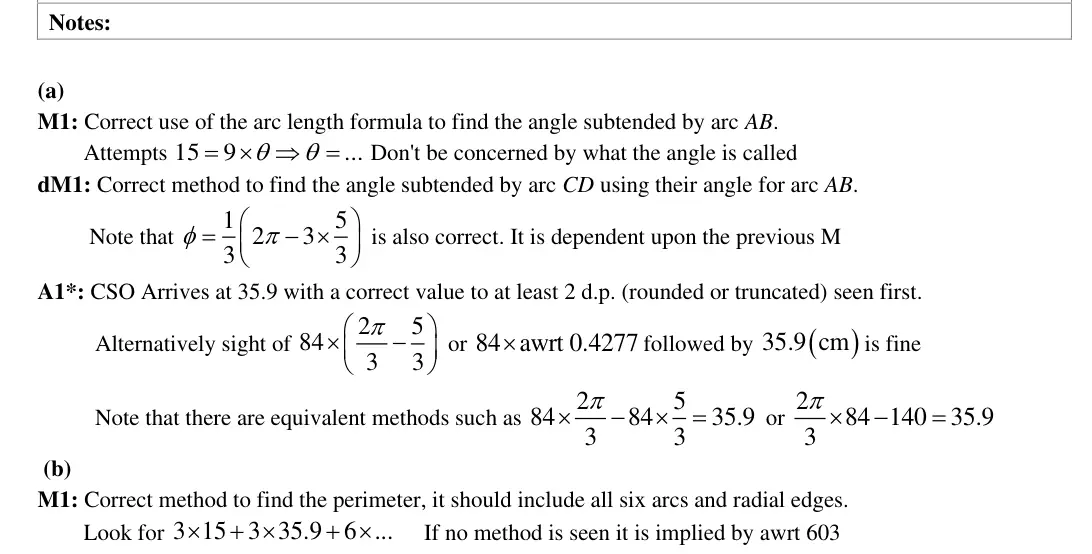 Notes:
(a)
M1: Correct use of the arc length formula to find the angle subtended by arc AB.
Attempts 15 = 9 × θ ⇒ θ = ... Don't be concerned by what the angle is called
dM1: Correct method to find the angle subtended by arc CD using their angle for arc AB.
Note that ϕ = 1/3 (2π − 3 × 5/3) is also correct. It is dependent upon the previous M
A1*: CSO Arrives at 35.9 with a correct value to at least 2 d.p. (rounded or truncated) seen first.
Alternatively sight of 84 × (2π/3 − 5/3) or 84 × awrt 0.4277 followed by 35.9 (cm) is fine
Note that there are equivalent methods such as 84 × 2π/3 − 84 × 5/3 = 35.9 or 2π/3 × 84 − 140 = 35.9
(b)
M1: Correct method to find the perimeter, it should include all six arcs and radial edges.
Look for 3×15 + 3×35.9 + 6×... If no method is seen it is implied by awrt 603